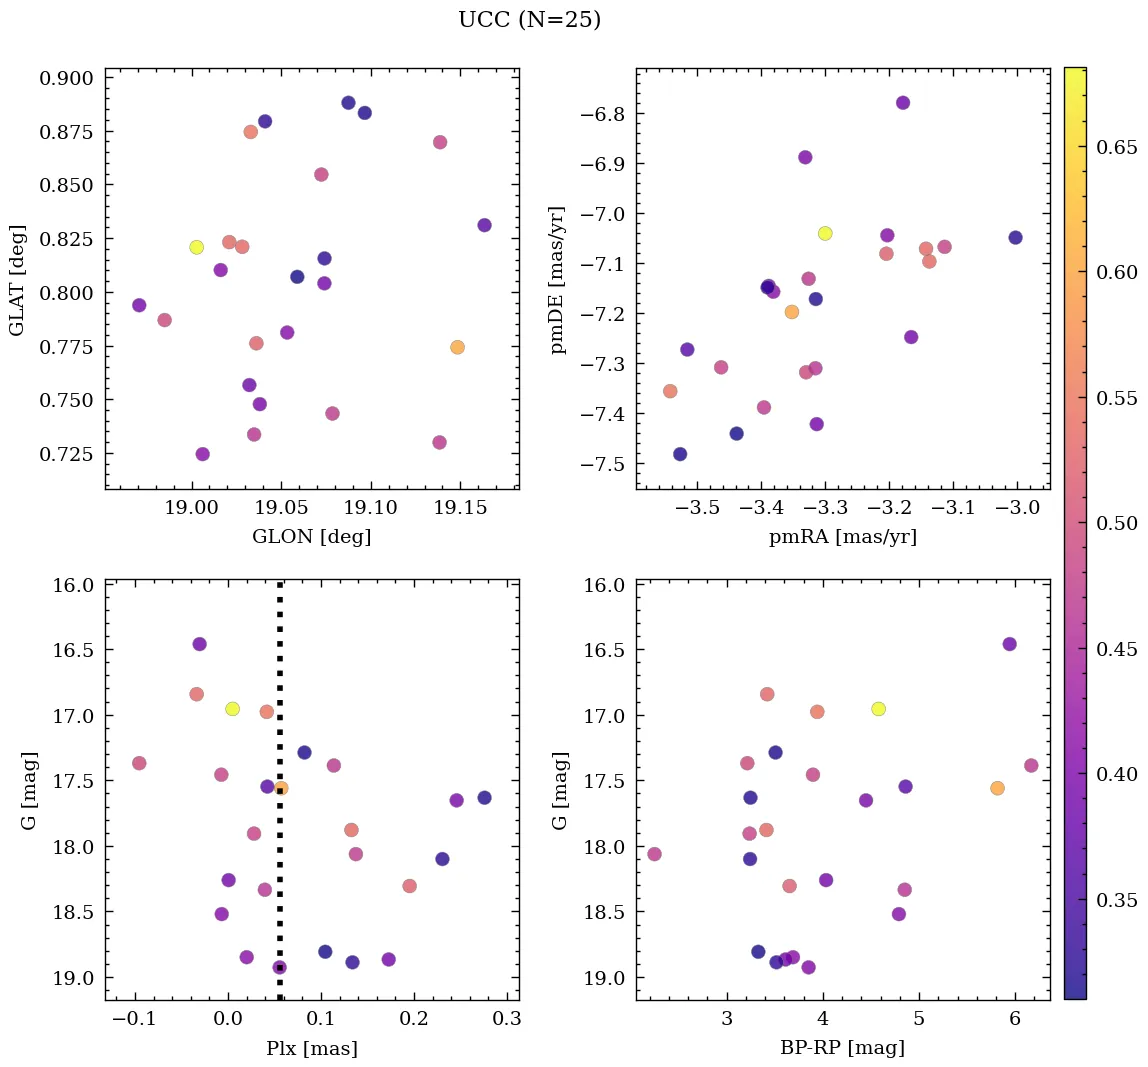 UCC (N=25)
0.900
0.875
0.850
0.825
0.800
0.775
0.750
0.725
GLAT [deg]
19.00 19.05 19.10 19.15
GLON [deg]
−6.8
−6.9
−7.0
−7.1
−7.2
−7.3
−7.4
−7.5
pmDE [mas/yr]
−3.5 −3.4 −3.3 −3.2 −3.1 −3.0
pmRA [mas/yr]
0.65
0.60
0.55
0.50
0.45
0.40
0.35
16.0
16.5
17.0
17.5
18.0
18.5
19.0
G [mag]
−0.1 0.0 0.1 0.2 0.3
Plx [mas]
16.0
16.5
17.0
17.5
18.0
18.5
19.0
G [mag]
3 4 5 6
BP-RP [mag]